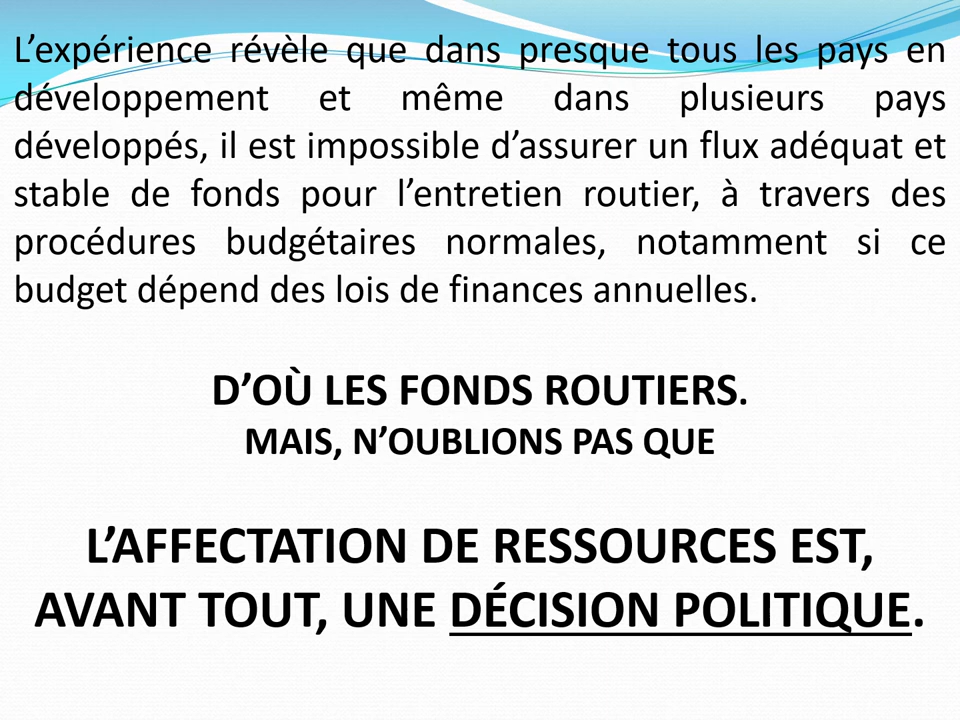 L’expérience révèle que dans presque tous les pays en
développement et même dans plusieurs pays
développés, il est impossible d’assurer un flux adéquat et
stable de fonds pour l’entretien routier, à travers des
procédures budgétaires normales, notamment si ce
budget dépend des lois de finances annuelles.
D’OÙ LES FONDS ROUTIERS.
MAIS, N’OUBLIONS PAS QUE
L’AFFECTATION DE RESSOURCES EST,
AVANT TOUT, UNE DÉCISION POLITIQUE.